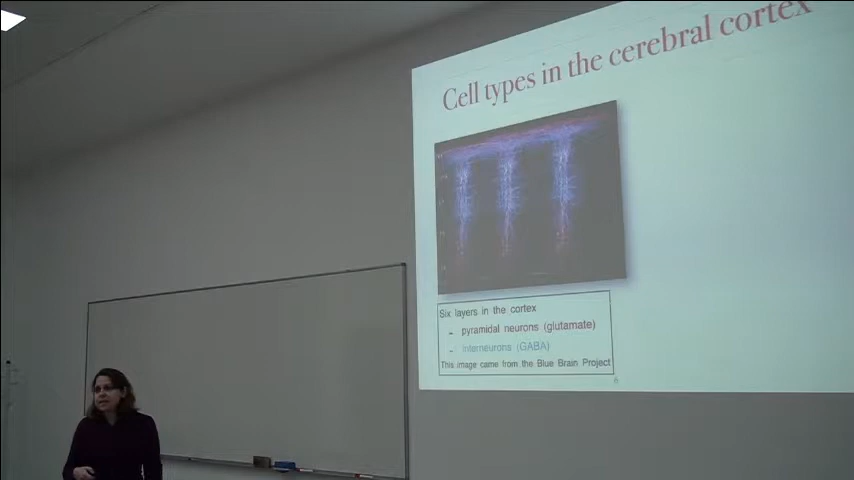 Cell types in the cerebral cortex
Six layers in the cortex
- pyramidal neurons (glutamate)
- interneurons (GABA)
This image came from the Blue Brain Project